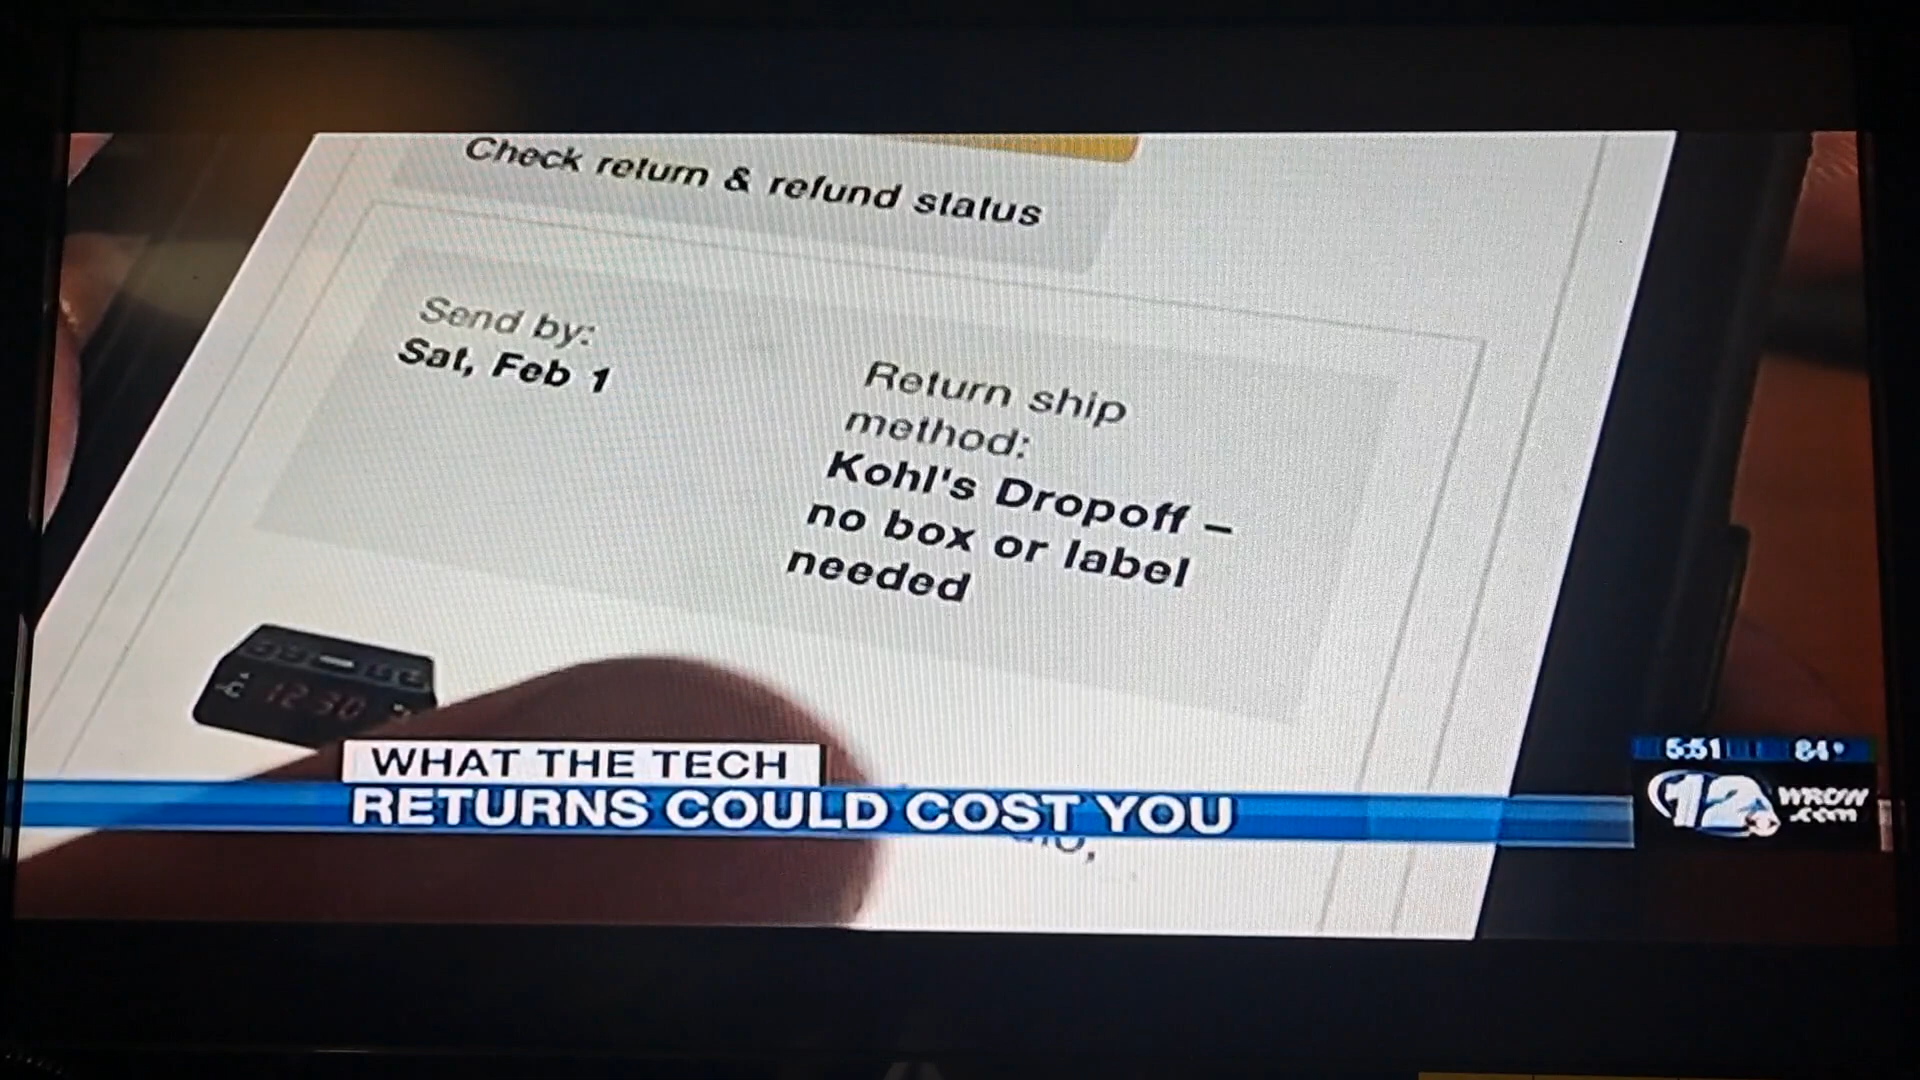 Check return & refund status
Send by:
Sat, Feb 1
Return ship
method:
Kohl's Dropoff –
no box or label
needed
12:30
WHAT THE TECH
RETURNS COULD COST YOU
5:51 84°
12 WRDW
.com